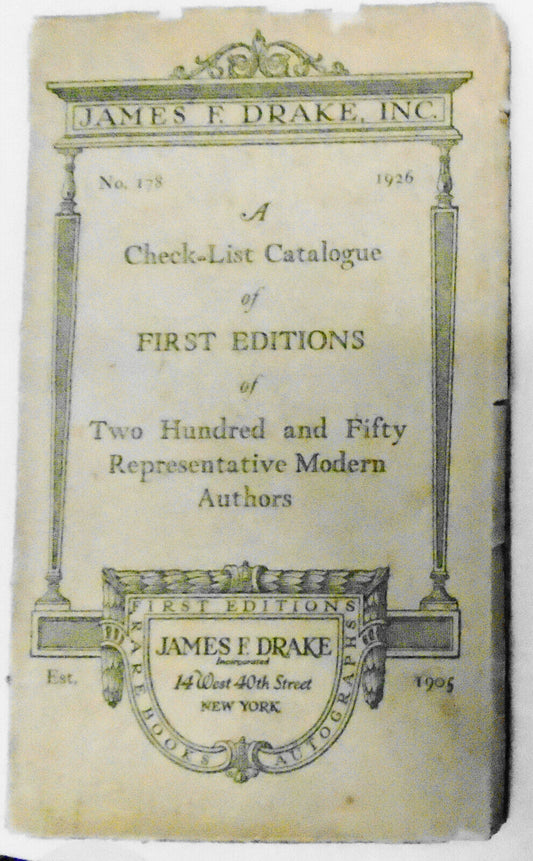 JAMES F. DRAKE, INC.
No. 178 1926
A
Check-List Catalogue
of
FIRST EDITIONS
of
Two Hundred and Fifty
Representative Modern
Authors
FIRST EDITIONS
JAMES F. DRAKE
Incorporated
14 West 40th Street
NEW YORK
RARE BOOKS
AUTOGRAPHS
Est. 1905